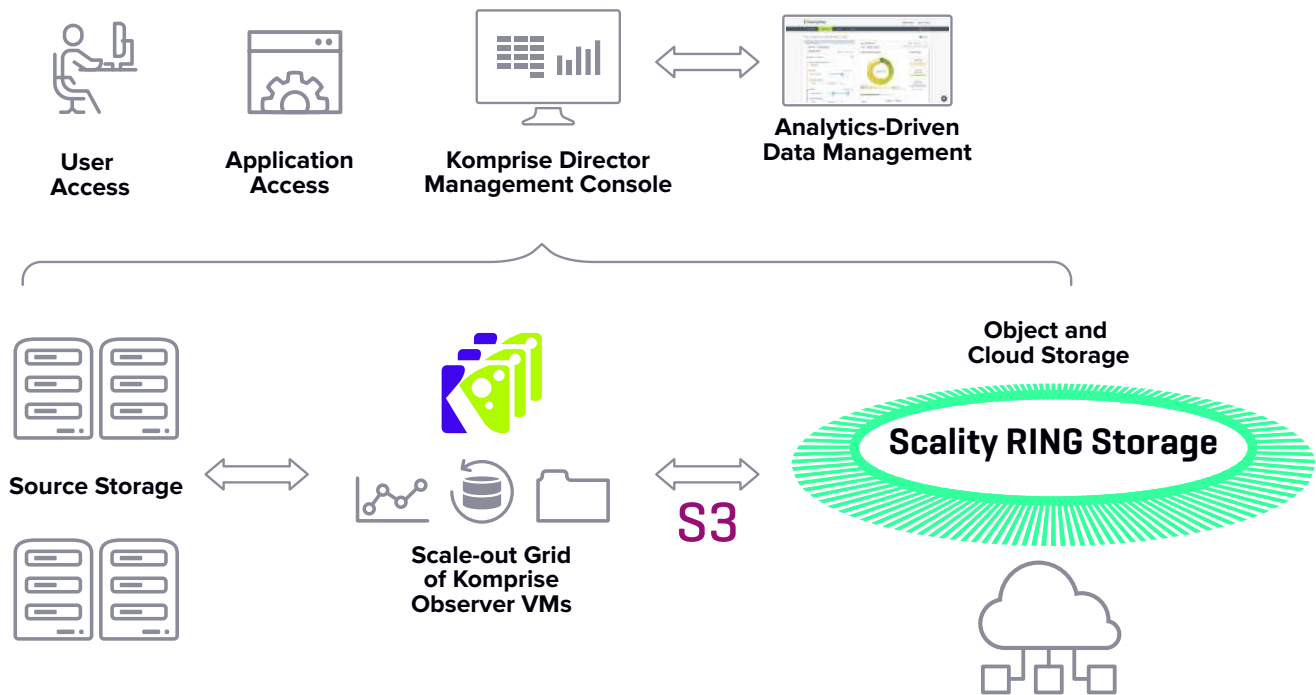 User
Access
Application
Access
Komprise Director
Management Console
Analytics-Driven
Data Management
Object and
Cloud Storage
Scality RING Storage
Source Storage
S3
Scale-out Grid
of Komprise
Observer VMs